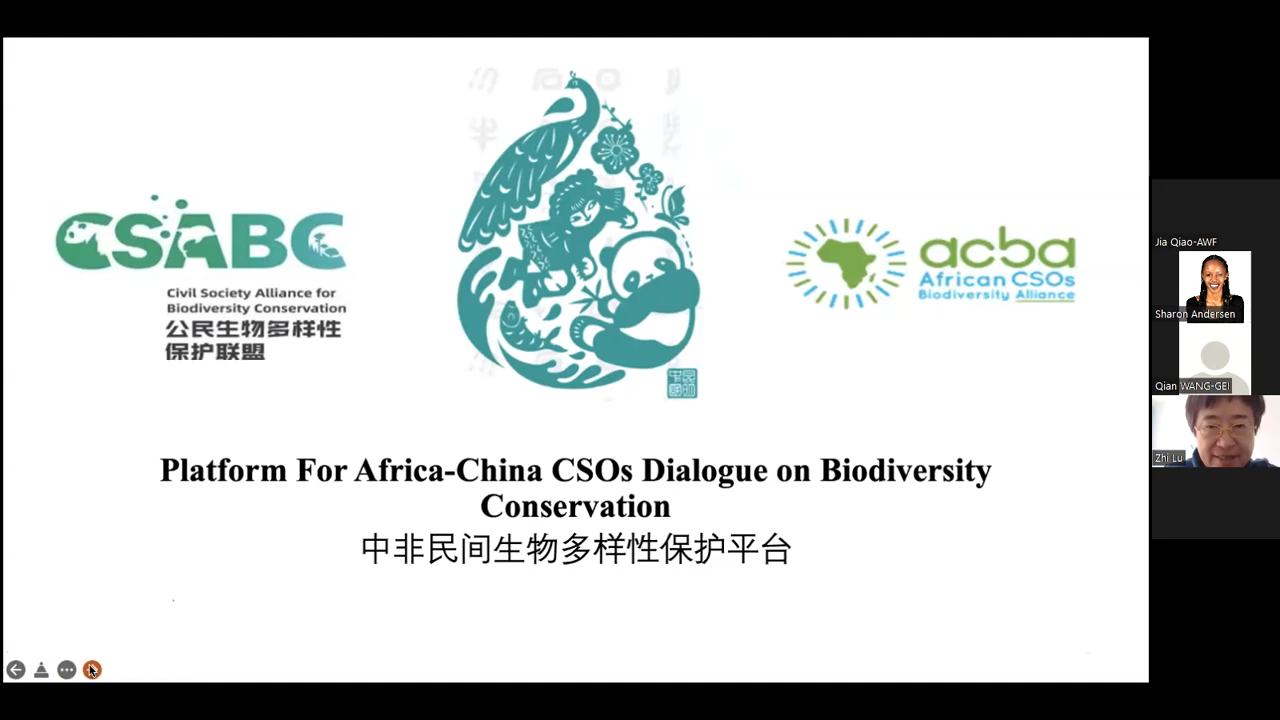 CSABC
Civil Society Alliance for
Biodiversity Conservation
公民生物多样性
保护联盟
acba
African CSOs
Biodiversity Alliance
Platform For Africa-China CSOs Dialogue on Biodiversity
Conservation
中非民间生物多样性保护平台
Jia Qiao-AWF
Sharon Andersen
Qian WANG-GEI
Zhi Lu